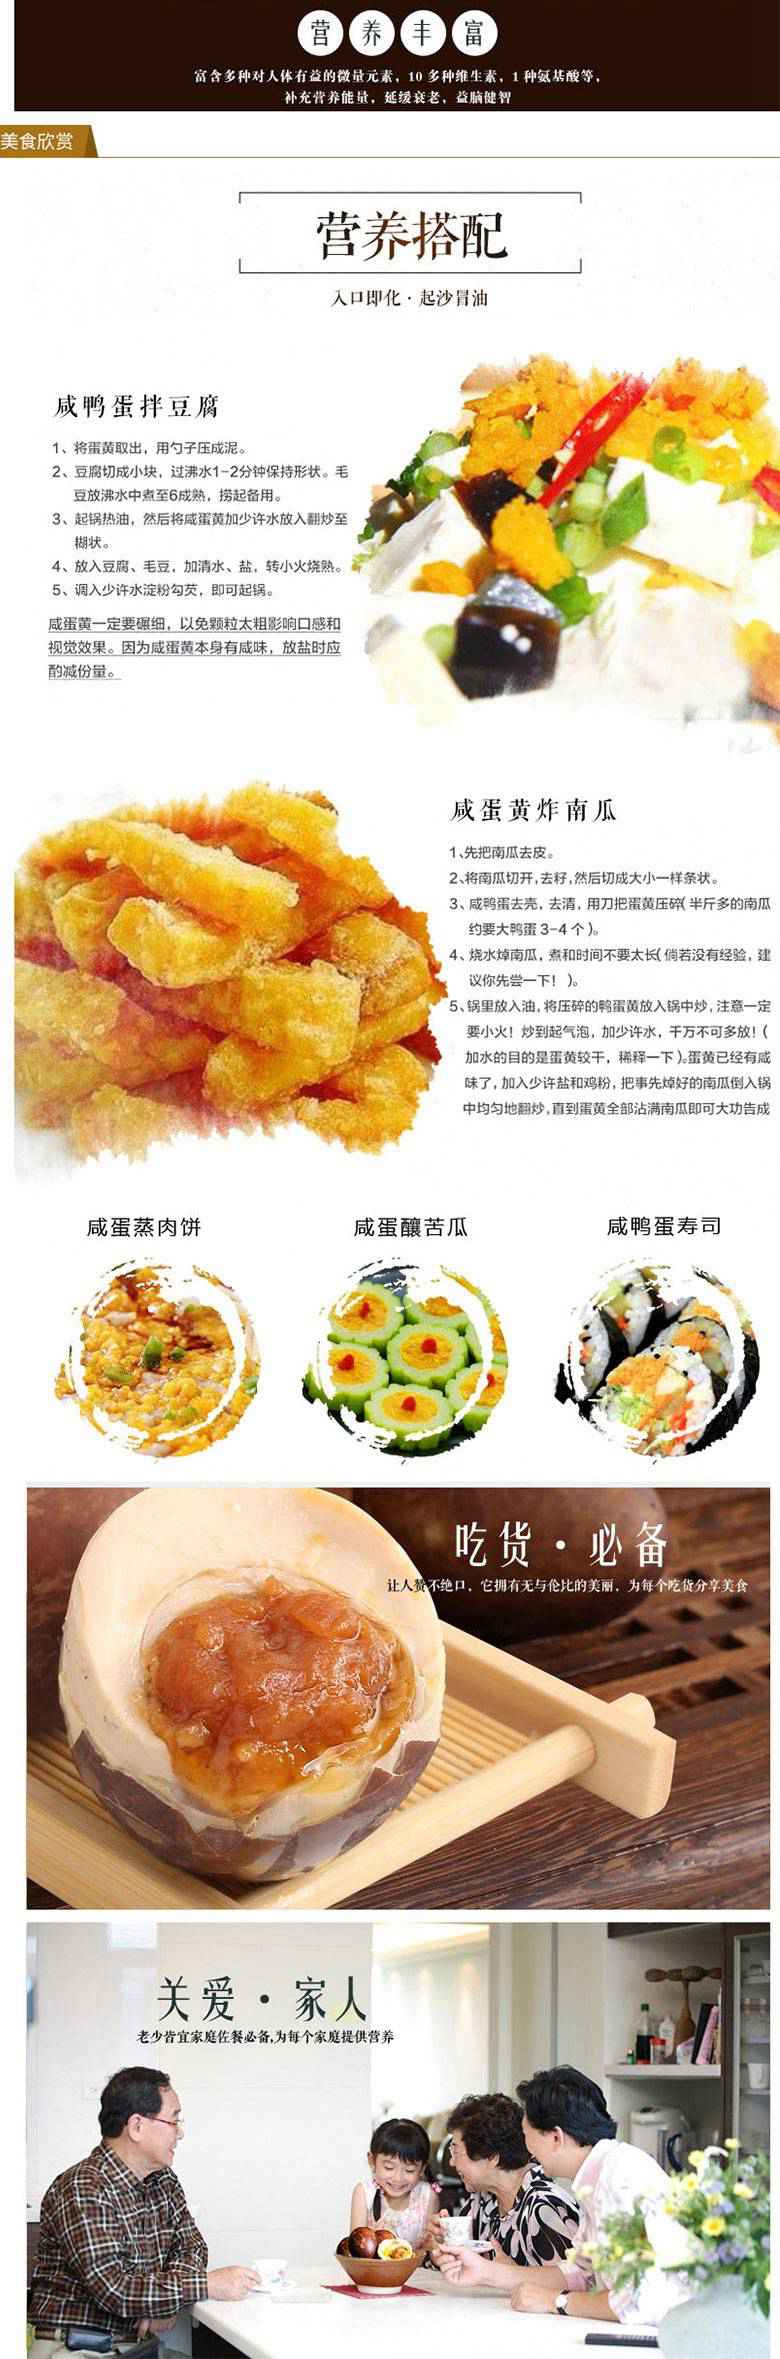 营养丰富
富含多种对人体有益的微量元素，10多种维生素，1种氨基酸等，
补充营养能量，延缓衰老，益脑健智
美食欣赏
营养搭配
入口即化·起沙冒油
咸鸭蛋拌豆腐
1、将蛋黄取出，用勺子压成泥。
2、豆腐切成小块，过沸水1-2分钟保持形状。毛
豆放沸水中煮至6成熟，捞起备用。
3、起锅热油，然后将咸蛋黄加少许水放入翻炒至
糊状。
4、放入豆腐、毛豆，加清水、盐，转小火烧熟。
5、调入少许水淀粉勾芡，即可起锅。
咸蛋黄一定要碾细，以免颗粒太粗影响口感和
视觉效果。因为咸蛋黄本身有咸味，放盐时应
酌减份量。
咸蛋黄炸南瓜
1、先把南瓜去皮。
2、将南瓜切开,去籽,然后切成大小一样条状。
3、咸鸭蛋去壳，去清，用刀把蛋黄压碎(半斤多的南瓜
约要大鸭蛋3-4个)。
4、烧水焯南瓜，煮和时间不要太长(倘若没有经验，建
议你先尝一下！)。
5、锅里放入油,将压碎的鸭蛋黄放入锅中炒,注意一定
要小火！炒到起气泡，加少许水，千万不可多放！(
加水的目的是蛋黄较干，稀释一下)。蛋黄已经有咸
味了,加入少许盐和鸡粉，把事先焯好的南瓜倒入锅
中均匀地翻炒,直到蛋黄全部沾满南瓜即可大功告成
咸蛋蒸肉饼 咸蛋釀苦瓜 咸鸭蛋寿司
吃货·必备
让人赞不绝口，它拥有无与伦比的美丽，为每个吃货分享美食
关爱·家人
老少皆宜家庭佐餐必备,为每个家庭提供营养